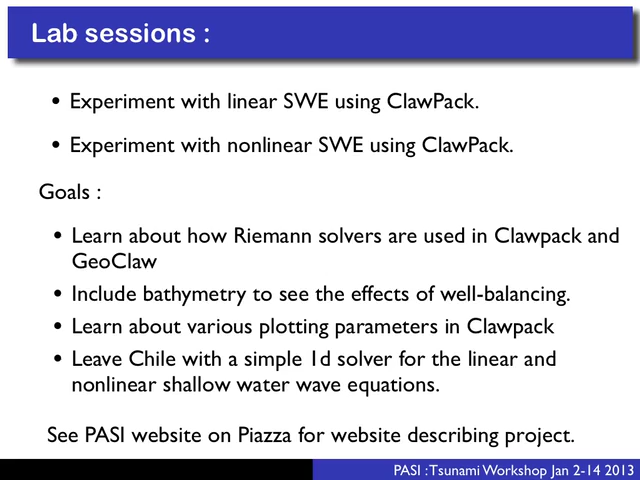 Lab sessions :
• Experiment with linear SWE using ClawPack.
• Experiment with nonlinear SWE using ClawPack.
Goals :
• Learn about how Riemann solvers are used in Clawpack and
GeoClaw
• Include bathymetry to see the effects of well-balancing.
• Learn about various plotting parameters in Clawpack
• Leave Chile with a simple 1d solver for the linear and
nonlinear shallow water wave equations.
See PASI website on Piazza for website describing project.
PASI : Tsunami Workshop Jan 2-14 2013